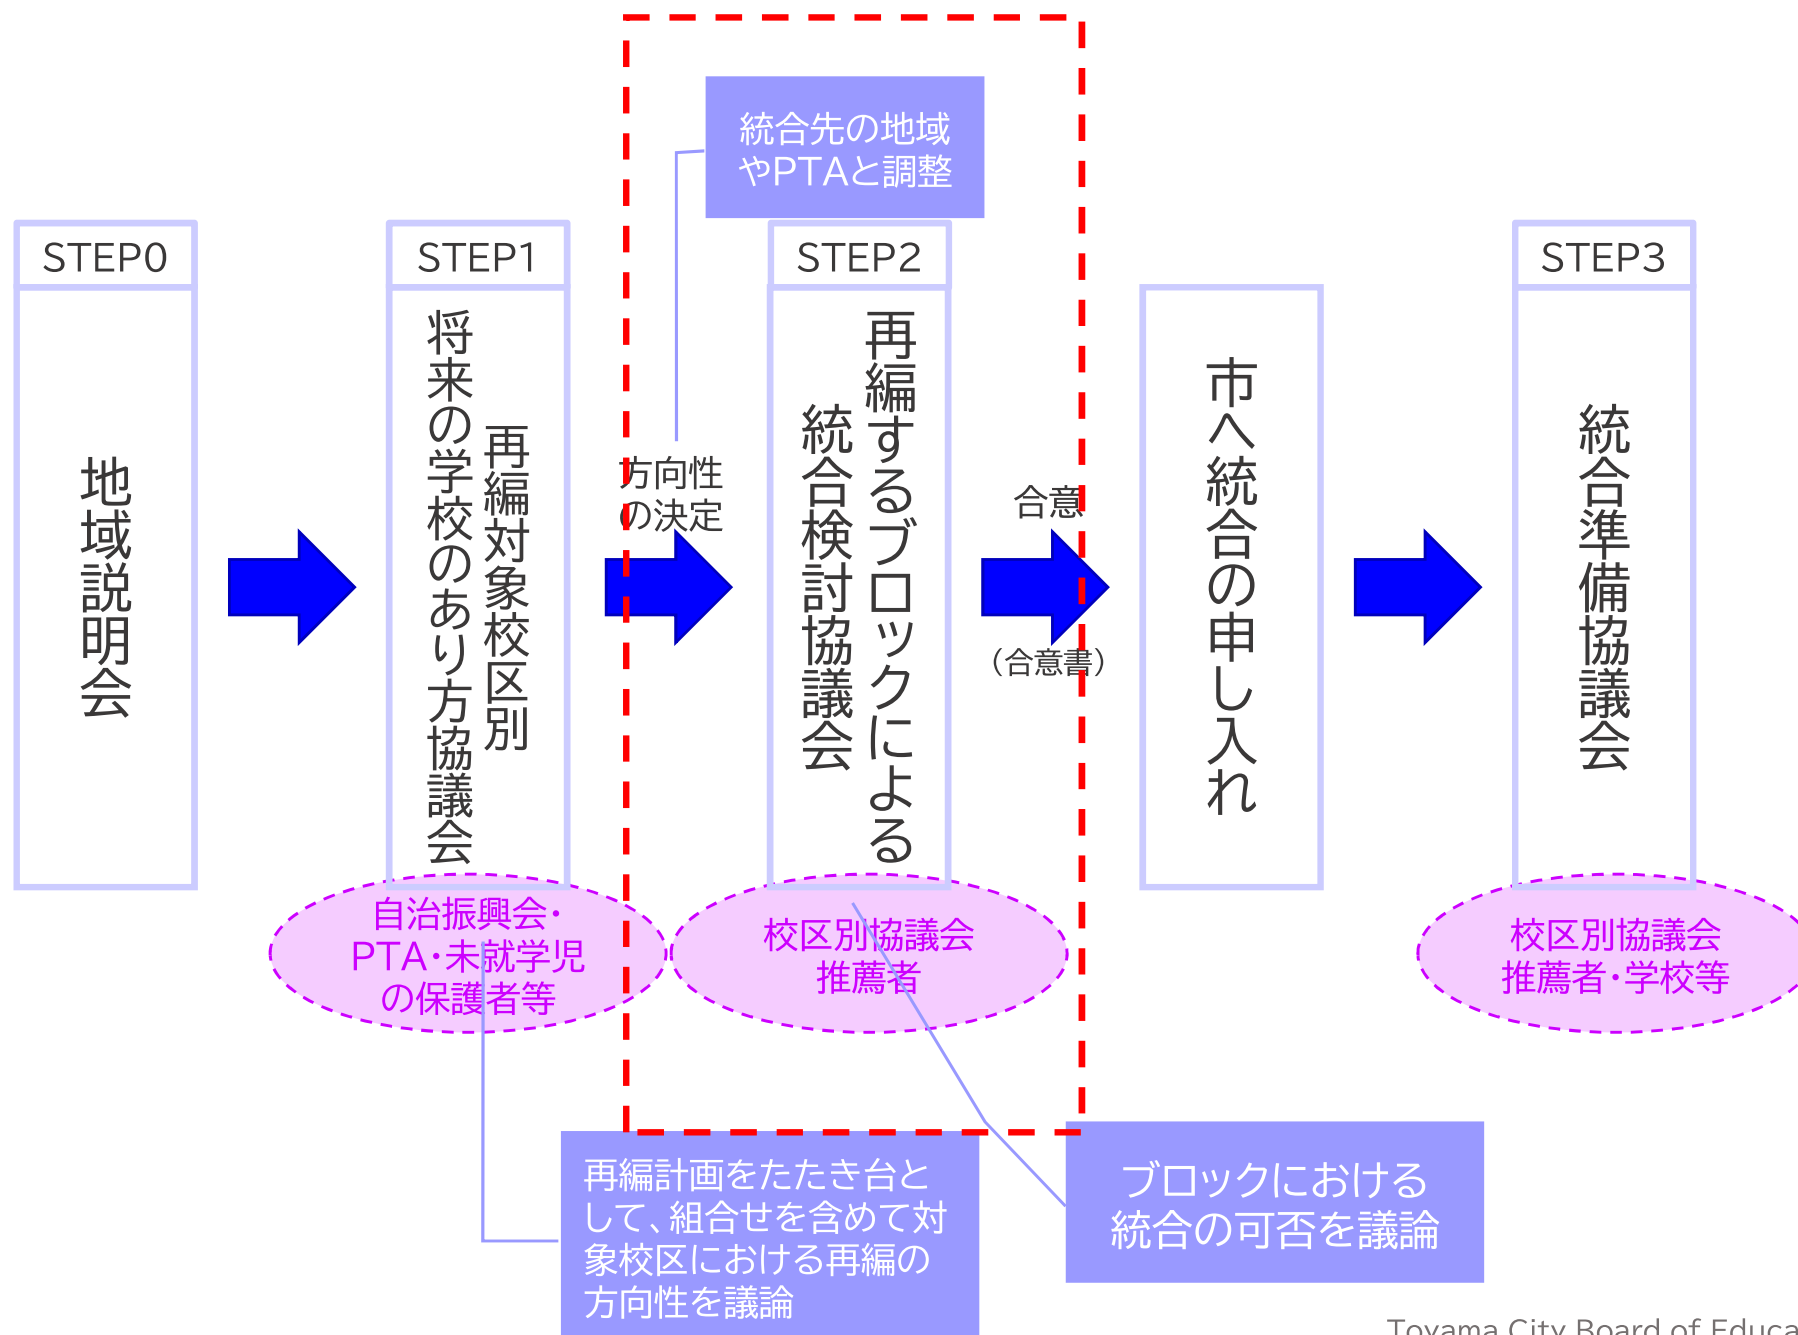 統合先の地域
やPTAと調整
STEP0
地域説明会
STEP1
再編対象校区別
将来の学校のあり方協議会
自治振興会・
PTA・未就学児
の保護者等
方向性
の決定
STEP2
再編するブロックによる
統合検討協議会
校区別協議会
推薦者
合意
（合意書）
市へ統合の申し入れ
STEP3
統合準備協議会
校区別協議会
推薦者・学校等
再編計画をたたき台と
して、組合せを含めて対
象校区における再編の
方向性を議論
ブロックにおける
統合の可否を議論
Toyama City Board of Educa